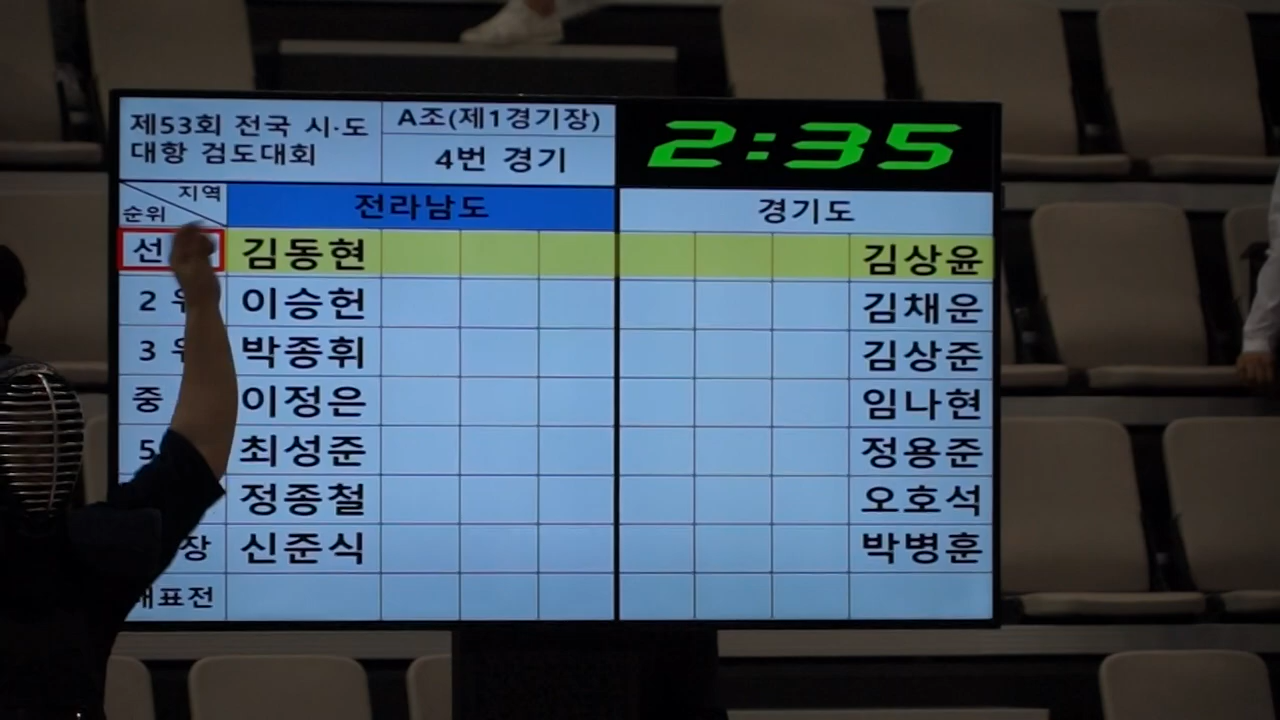 제53회 전국 시·도
대항 검도대회
A조(제1경기장)
4번 경기
2:35
지역
순위
전라남도
경기도
선
김동현
김상윤
2
이승헌
김채운
3
박종휘
김상준
중
이정은
임나현
5
최성준
정용준
정종철
오호석
장
신준식
박병훈
표전